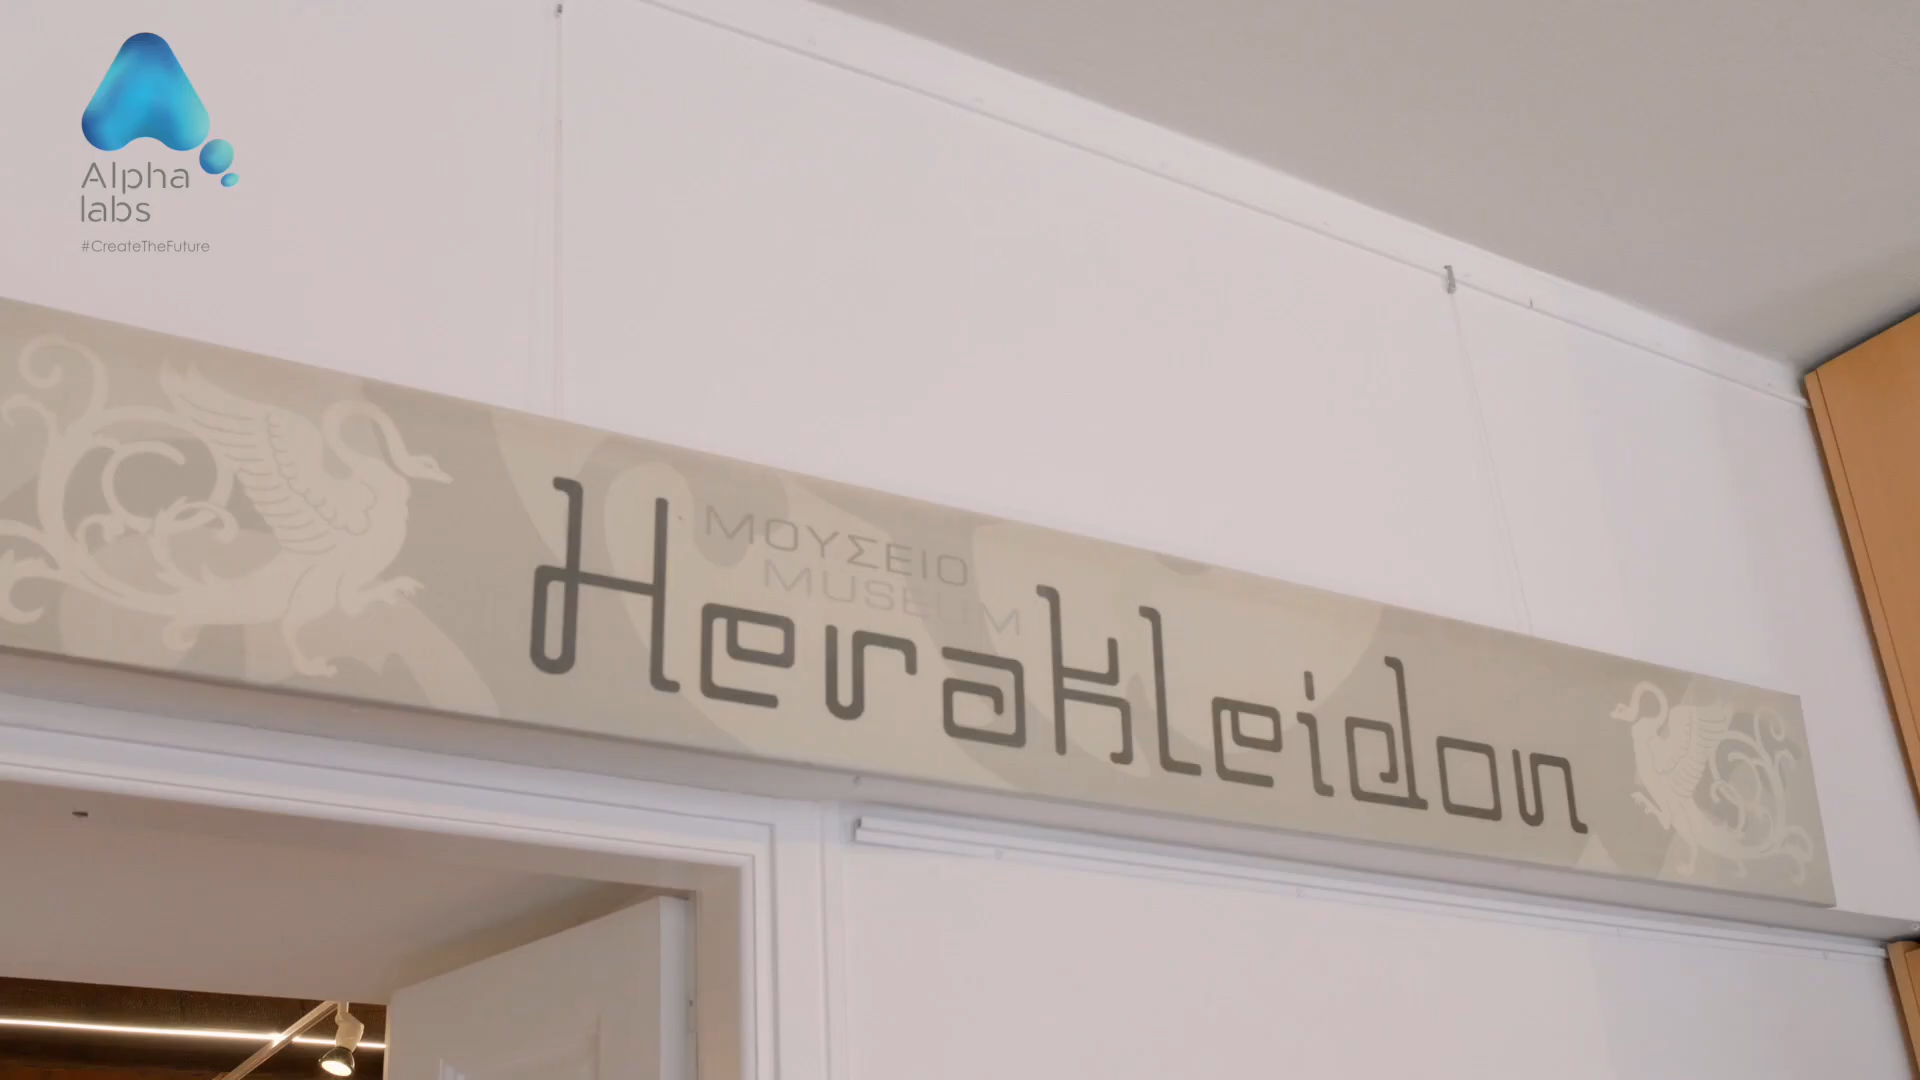 Alpha
labs
#CreateTheFuture
ΜΟΥΣΕΙΟ
MUSEUM
Herakleidon